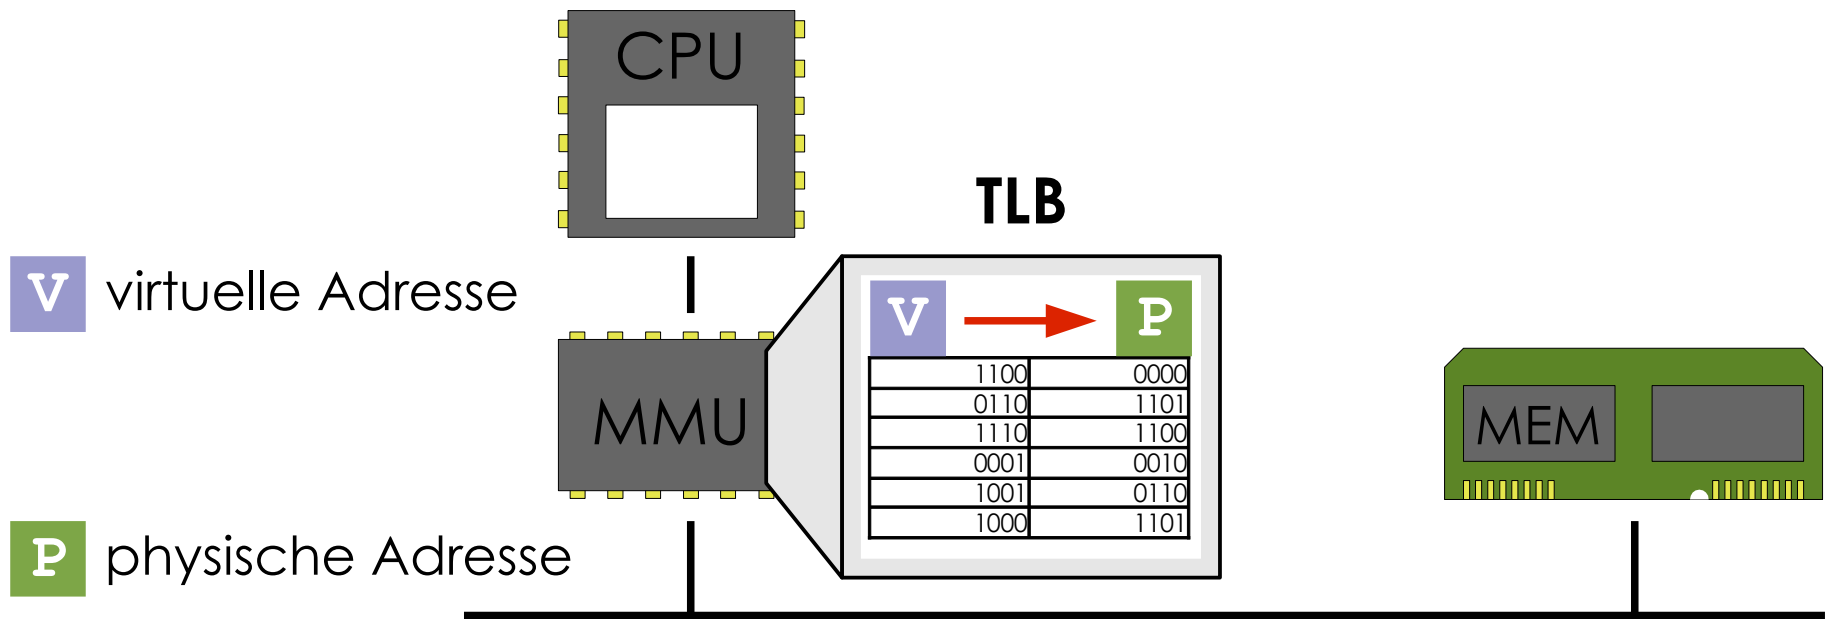 CPU
TLB
V virtuelle Adresse
V P
1100 0000
0110 1101
MMU 1110 1100
MEM
0001 0010
1001 0110
1000 1101
P physische Adresse